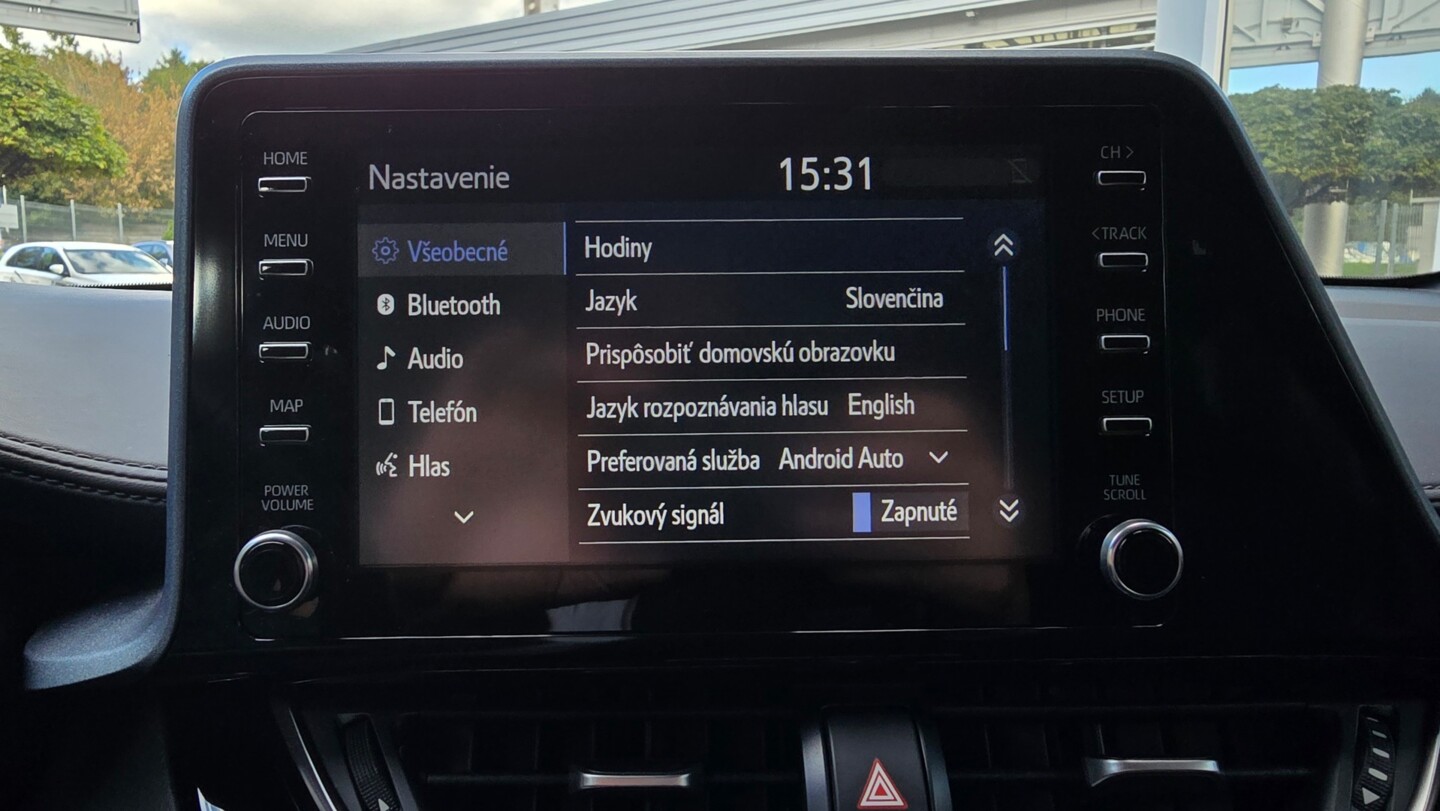 HOME
MENU
AUDIO
MAP
POWER
VOLUME
Nastavenie
15:31
Všeobecné
Bluetooth
Audio
Telefón
Hlas
Hodiny
Jazyk Slovenčina
Prispôsobiť domovskú obrazovku
Jazyk rozpoznávania hlasu English
Preferovaná služba Android Auto
Zvukový signál Zapnuté
CH >
< TRACK
PHONE
SETUP
TUNE
SCROLL